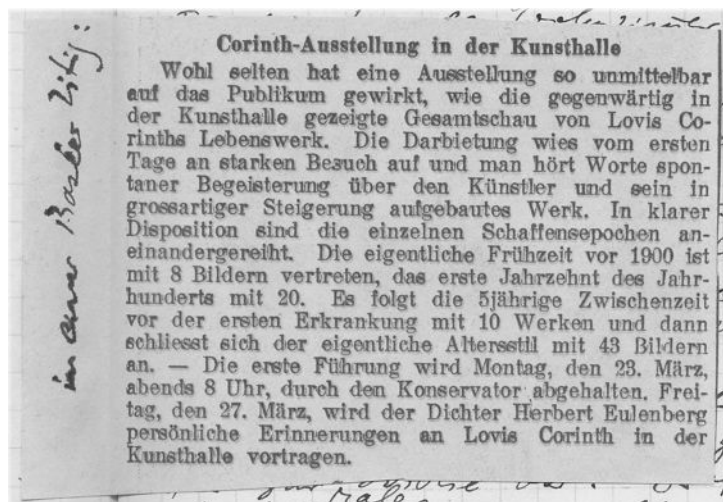 Corinth-Ausstellung in der Kunsthalle
Wohl selten hat eine Ausstellung so unmittelbar
auf das Publikum gewirkt, wie die gegenwärtig in
der Kunsthalle gezeigte Gesamtschau von Lovis Co-
rinths Lebenswerk. Die Darbietung wies vom ersten
Tage an starken Besuch auf und man hört Worte spon-
taner Begeisterung über den Künstler und sein in
grossartiger Steigerung aufgebautes Werk. In klarer
Disposition sind die einzelnen Schaffensepochen an-
einandergereiht. Die eigentliche Frühzeit vor 1900 ist
mit 8 Bildern vertreten, das erste Jahrzehnt des Jahr-
hunderts mit 20. Es folgt die 5jährige Zwischenzeit
vor der ersten Erkrankung mit 10 Werken und dann
schliesst sich der eigentliche Altersstil mit 43 Bildern
an. — Die erste Führung wird Montag, den 23. März,
abends 8 Uhr, durch den Konservator abgehalten. Frei-
tag, den 27. März, wird der Dichter Herbert Eulenberg
persönliche Erinnerungen an Lovis Corinth in der
Kunsthalle vortragen.